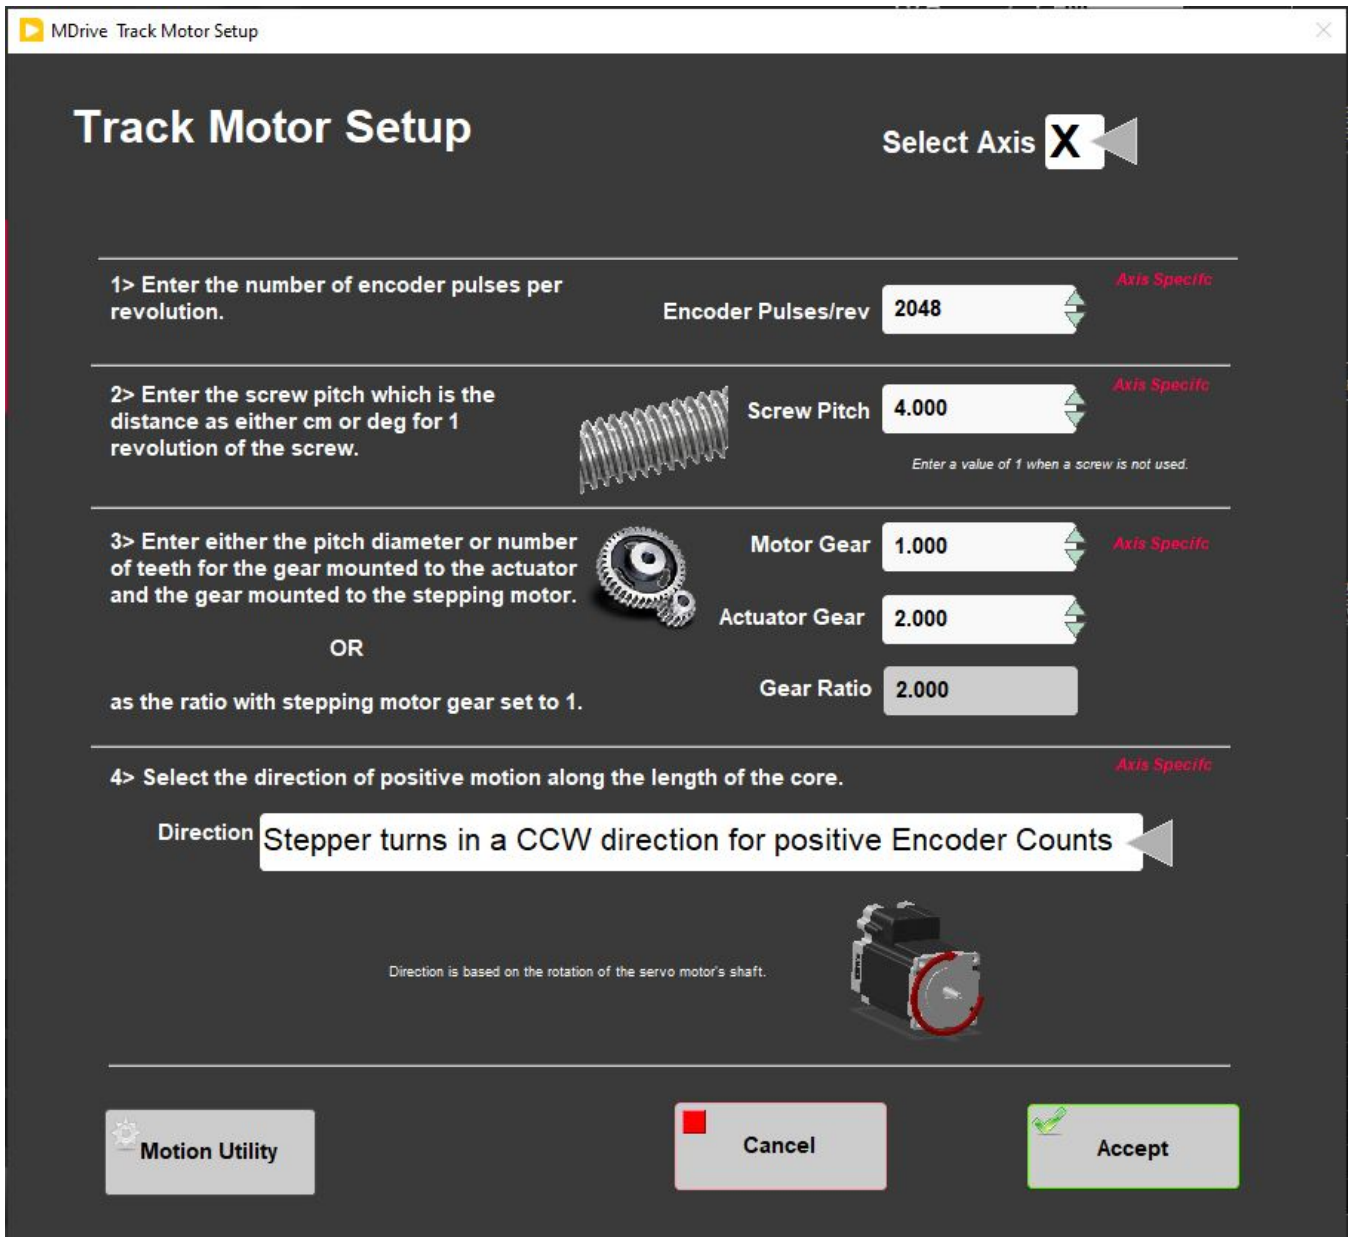 MDrive Track Motor Setup
Track Motor Setup
Select Axis X
1> Enter the number of encoder pulses per
revolution.
Encoder Pulses/rev 2048
Axis Specifc
2> Enter the screw pitch which is the
distance as either cm or deg for 1
revolution of the screw.
Screw Pitch 4.000
Axis Specifc
Enter a value of 1 when a screw is not used.
3> Enter either the pitch diameter or number
of teeth for the gear mounted to the actuator
and the gear mounted to the stepping motor.
OR
as the ratio with stepping motor gear set to 1.
Motor Gear 1.000
Axis Specifc
Actuator Gear 2.000
Gear Ratio 2.000
4> Select the direction of positive motion along the length of the core.
Axis Specifc
Direction Stepper turns in a CCW direction for positive Encoder Counts
Direction is based on the rotation of the servo motor's shaft.
Motion Utility
Cancel
Accept